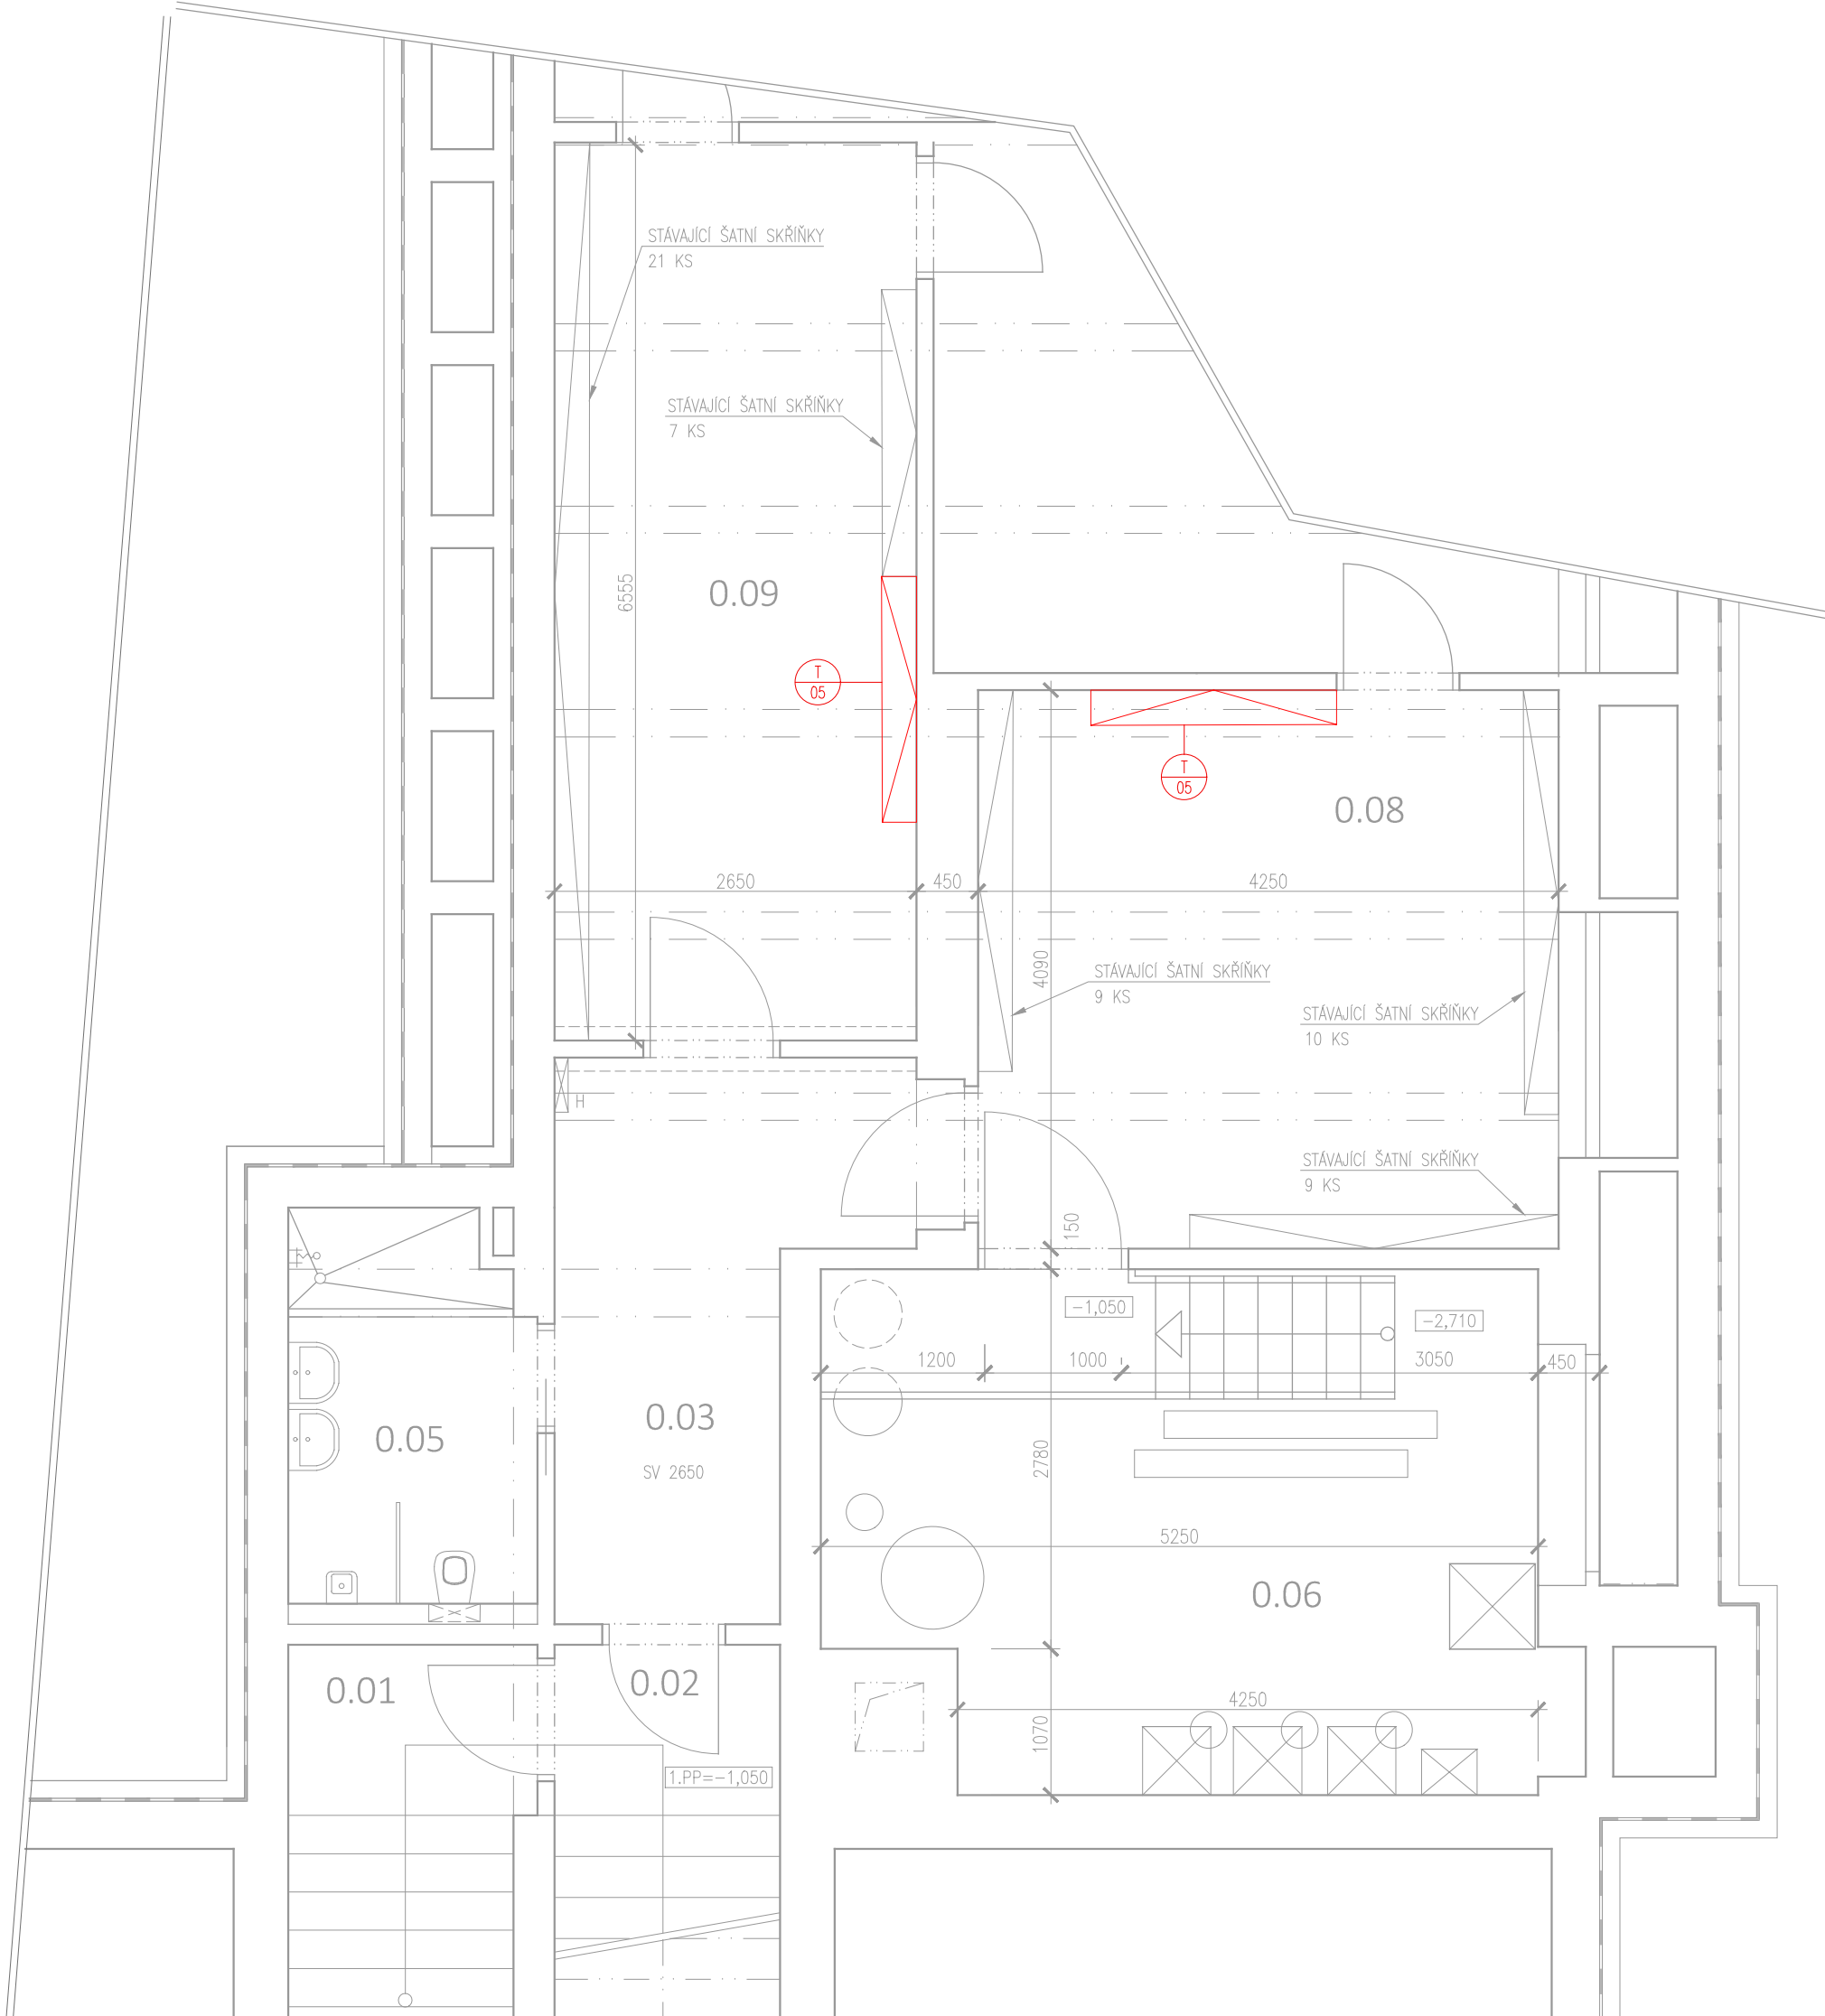 STÁVAJÍCÍ ŠATNÍ SKŘÍŇKY
21 KS
STÁVAJÍCÍ ŠATNÍ SKŘÍŇKY
7 KS
6555
0.09
T
05
T
05
0.08
2650
450
4250
4090
STÁVAJÍCÍ ŠATNÍ SKŘÍŇKY
9 KS
STÁVAJÍCÍ ŠATNÍ SKŘÍŇKY
10 KS
H
STÁVAJÍCÍ ŠATNÍ SKŘÍŇKY
9 KS
150
-1,050
-2,710
1200
1000
3050
450
0.05
0.03
SV 2650
2780
5250
0.06
0.01
0.02
4250
1070
1.PP=-1,050